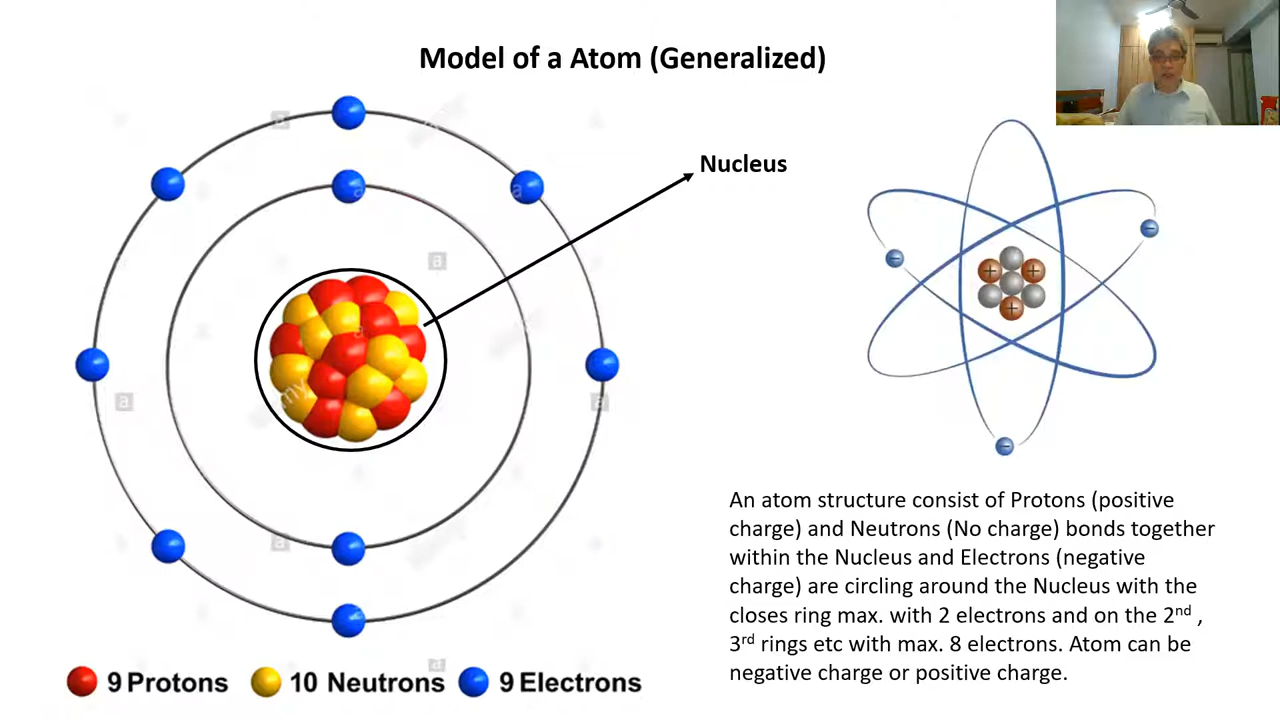 Model of a Atom (Generalized)
Nucleus
An atom structure consist of Protons (positive
charge) and Neutrons (No charge) bonds together
within the Nucleus and Electrons (negative
charge) are circling around the Nucleus with the
closes ring max. with 2 electrons and on the 2nd ,
3rd rings etc with max. 8 electrons. Atom can be
negative charge or positive charge.
9 Protons 10 Neutrons 9 Electrons